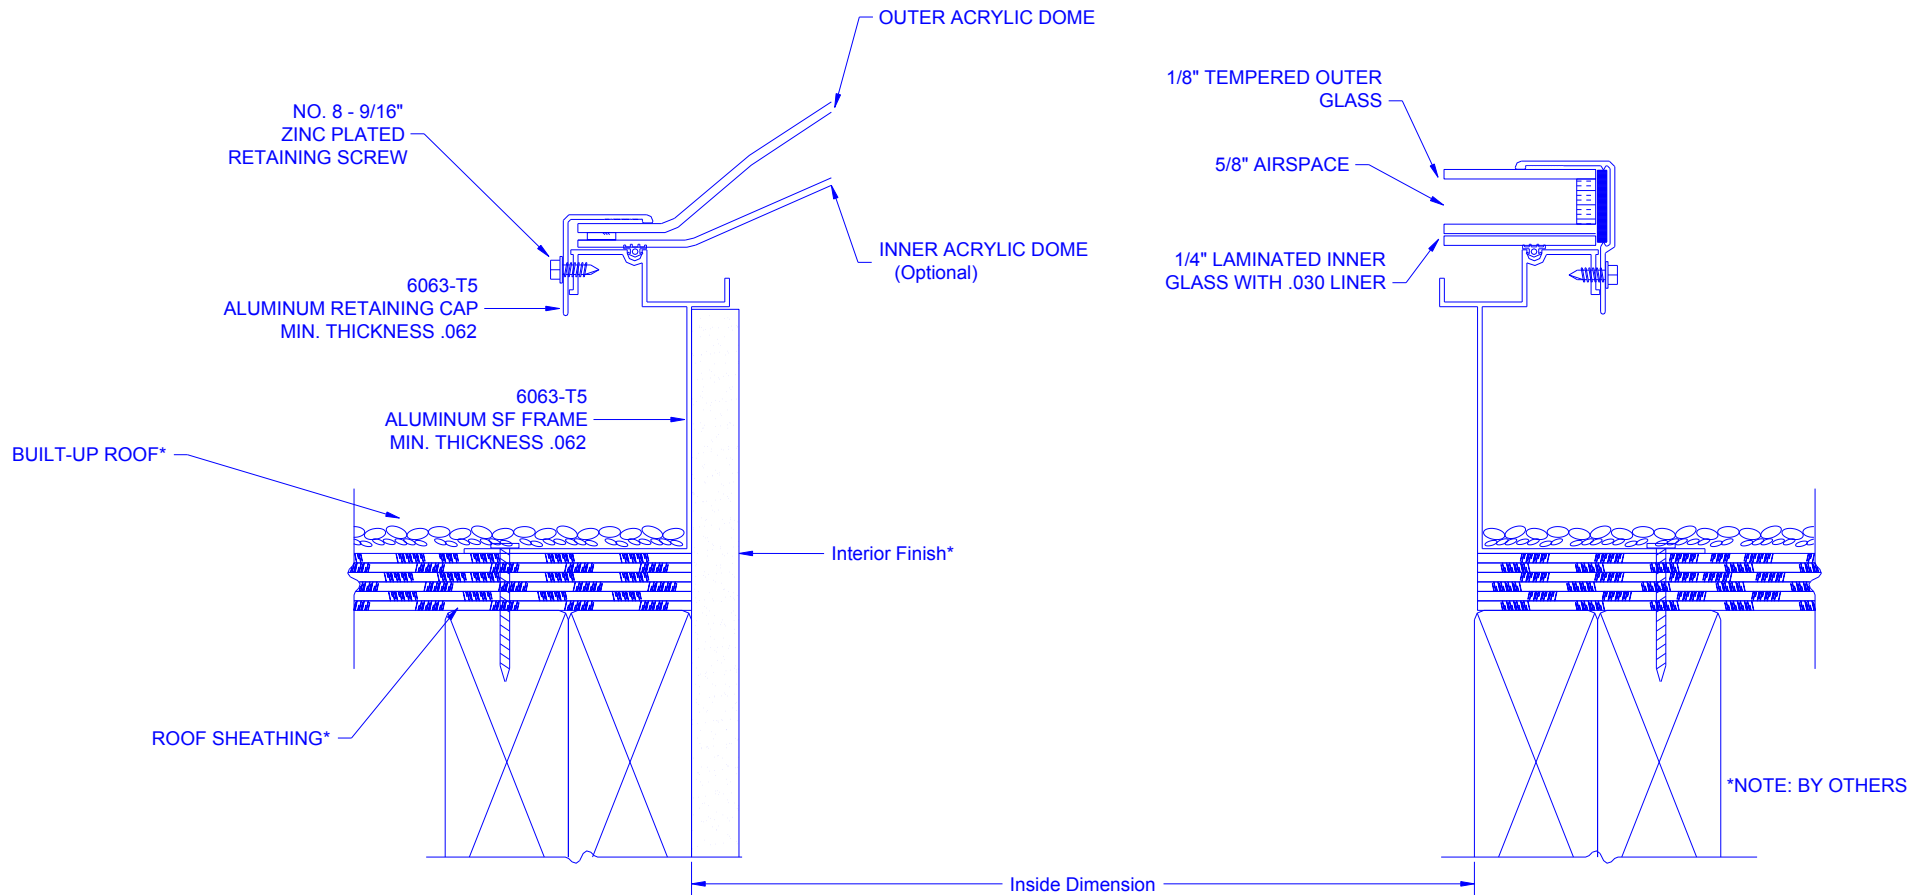 OUTER ACRYLIC DOME
NO. 8 - 9/16"
ZINC PLATED
RETAINING SCREW
INNER ACRYLIC DOME
(Optional)
6063-T5
ALUMINUM RETAINING CAP
MIN. THICKNESS .062
6063-T5
ALUMINUM SF FRAME
MIN. THICKNESS .062
BUILT-UP ROOF*
Interior Finish*
ROOF SHEATHING*
1/8" TEMPERED OUTER
GLASS
5/8" AIRSPACE
1/4" LAMINATED INNER
GLASS WITH .030 LINER
*NOTE: BY OTHERS
Inside Dimension